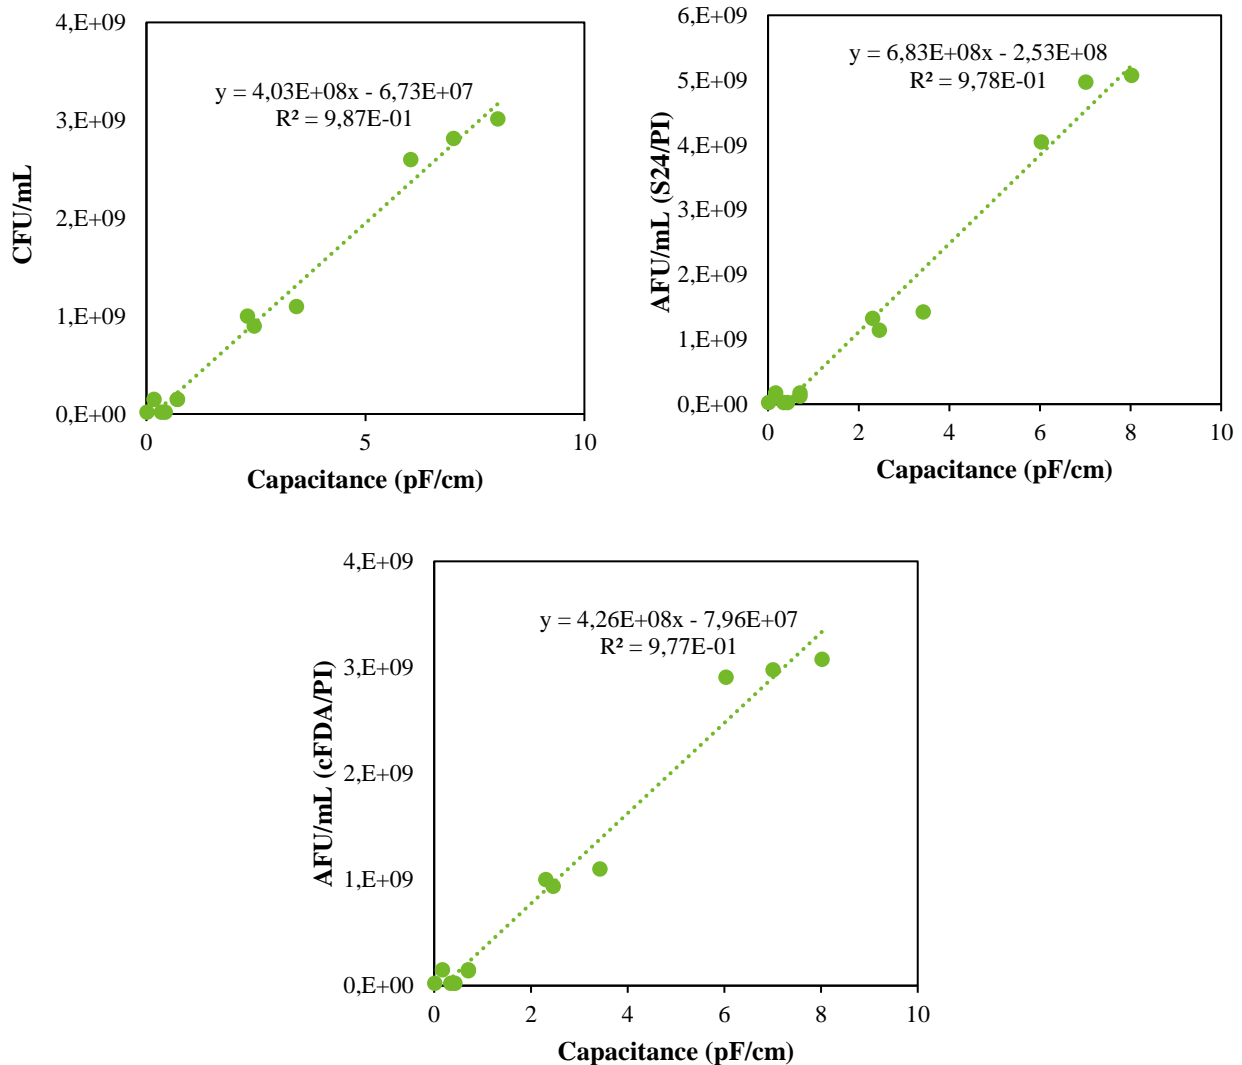 4,E+09
3,E+09
2,E+09
1,E+09
0,E+00
CFU/mL
y = 4,03E+08x - 6,73E+07
R² = 9,87E-01
0
5
10
Capacitance (pF/cm)
6,E+09
5,E+09
4,E+09
3,E+09
2,E+09
1,E+09
0,E+00
AFU/mL (S24/PI)
y = 6,83E+08x - 2,53E+08
R² = 9,78E-01
0
2
4
6
8
10
Capacitance (pF/cm)
4,E+09
3,E+09
2,E+09
1,E+09
0,E+00
AFU/mL (cFDA/PI)
y = 4,26E+08x - 7,96E+07
R² = 9,77E-01
0
2
4
6
8
10
Capacitance (pF/cm)